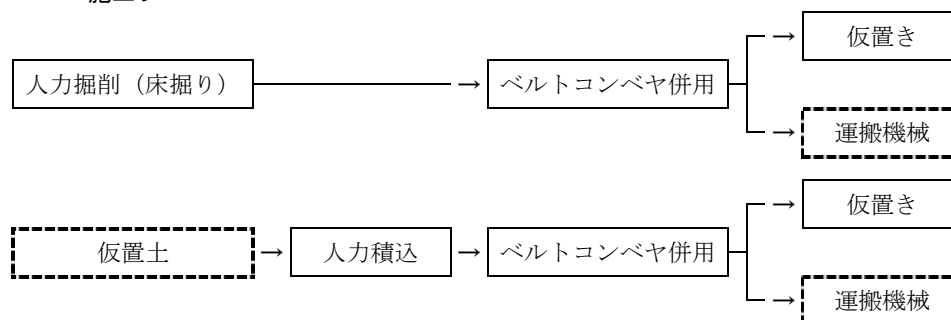 仮置き
人力掘削（床掘り） → ベルトコンベヤ併用 →
→ 運搬機械
→ 仮置き
仮置土 → 人力積込 → ベルトコンベヤ併用
→ 運搬機械